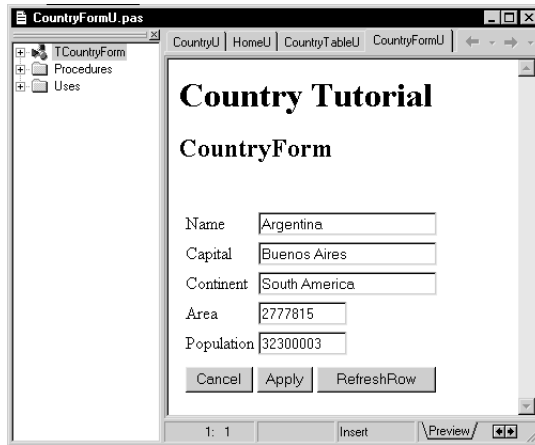 CountryFormU.pas
CountryU HomeU CountryTableU CountryFormU
TCountryForm
Procedures
Uses
Country Tutorial
CountryForm
Name Argentina
Capital Buenos Aires
Continent South America
Area 2777815
Population 32300003
Cancel Apply RefreshRow
1: 1 Insert Preview